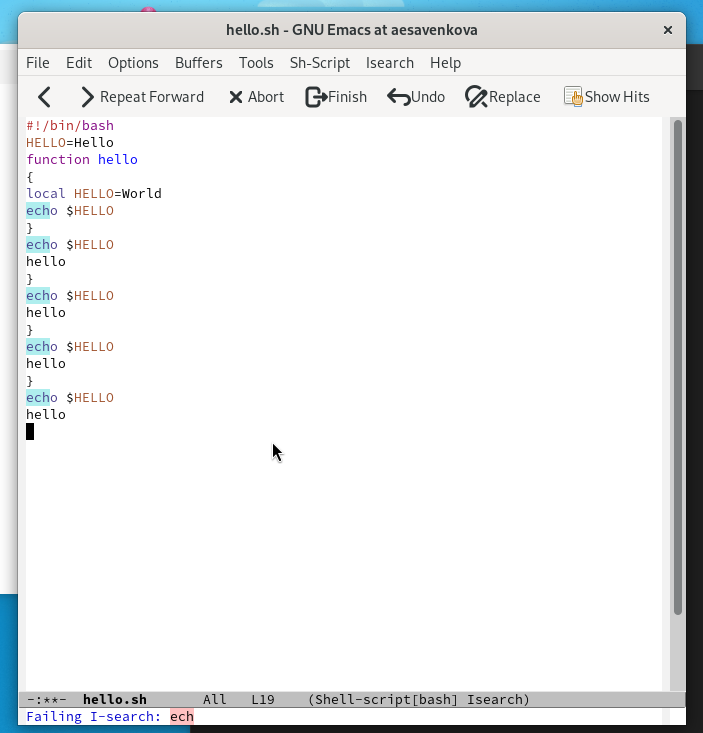 hello.sh - GNU Emacs at aesavenkova
File Edit Options Buffers Tools Sh-Script Isearch Help
Repeat Forward Abort Finish Undo Replace Show Hits
#!/bin/bash
HELLO=Hello
function hello
{
local HELLO=World
echo $HELLO
}
echo $HELLO
hello
}
echo $HELLO
hello
}
echo $HELLO
hello
}
echo $HELLO
hello
-:**- hello.sh All L19 (Shell-script[bash] Isearch)
Failing I-search: ech